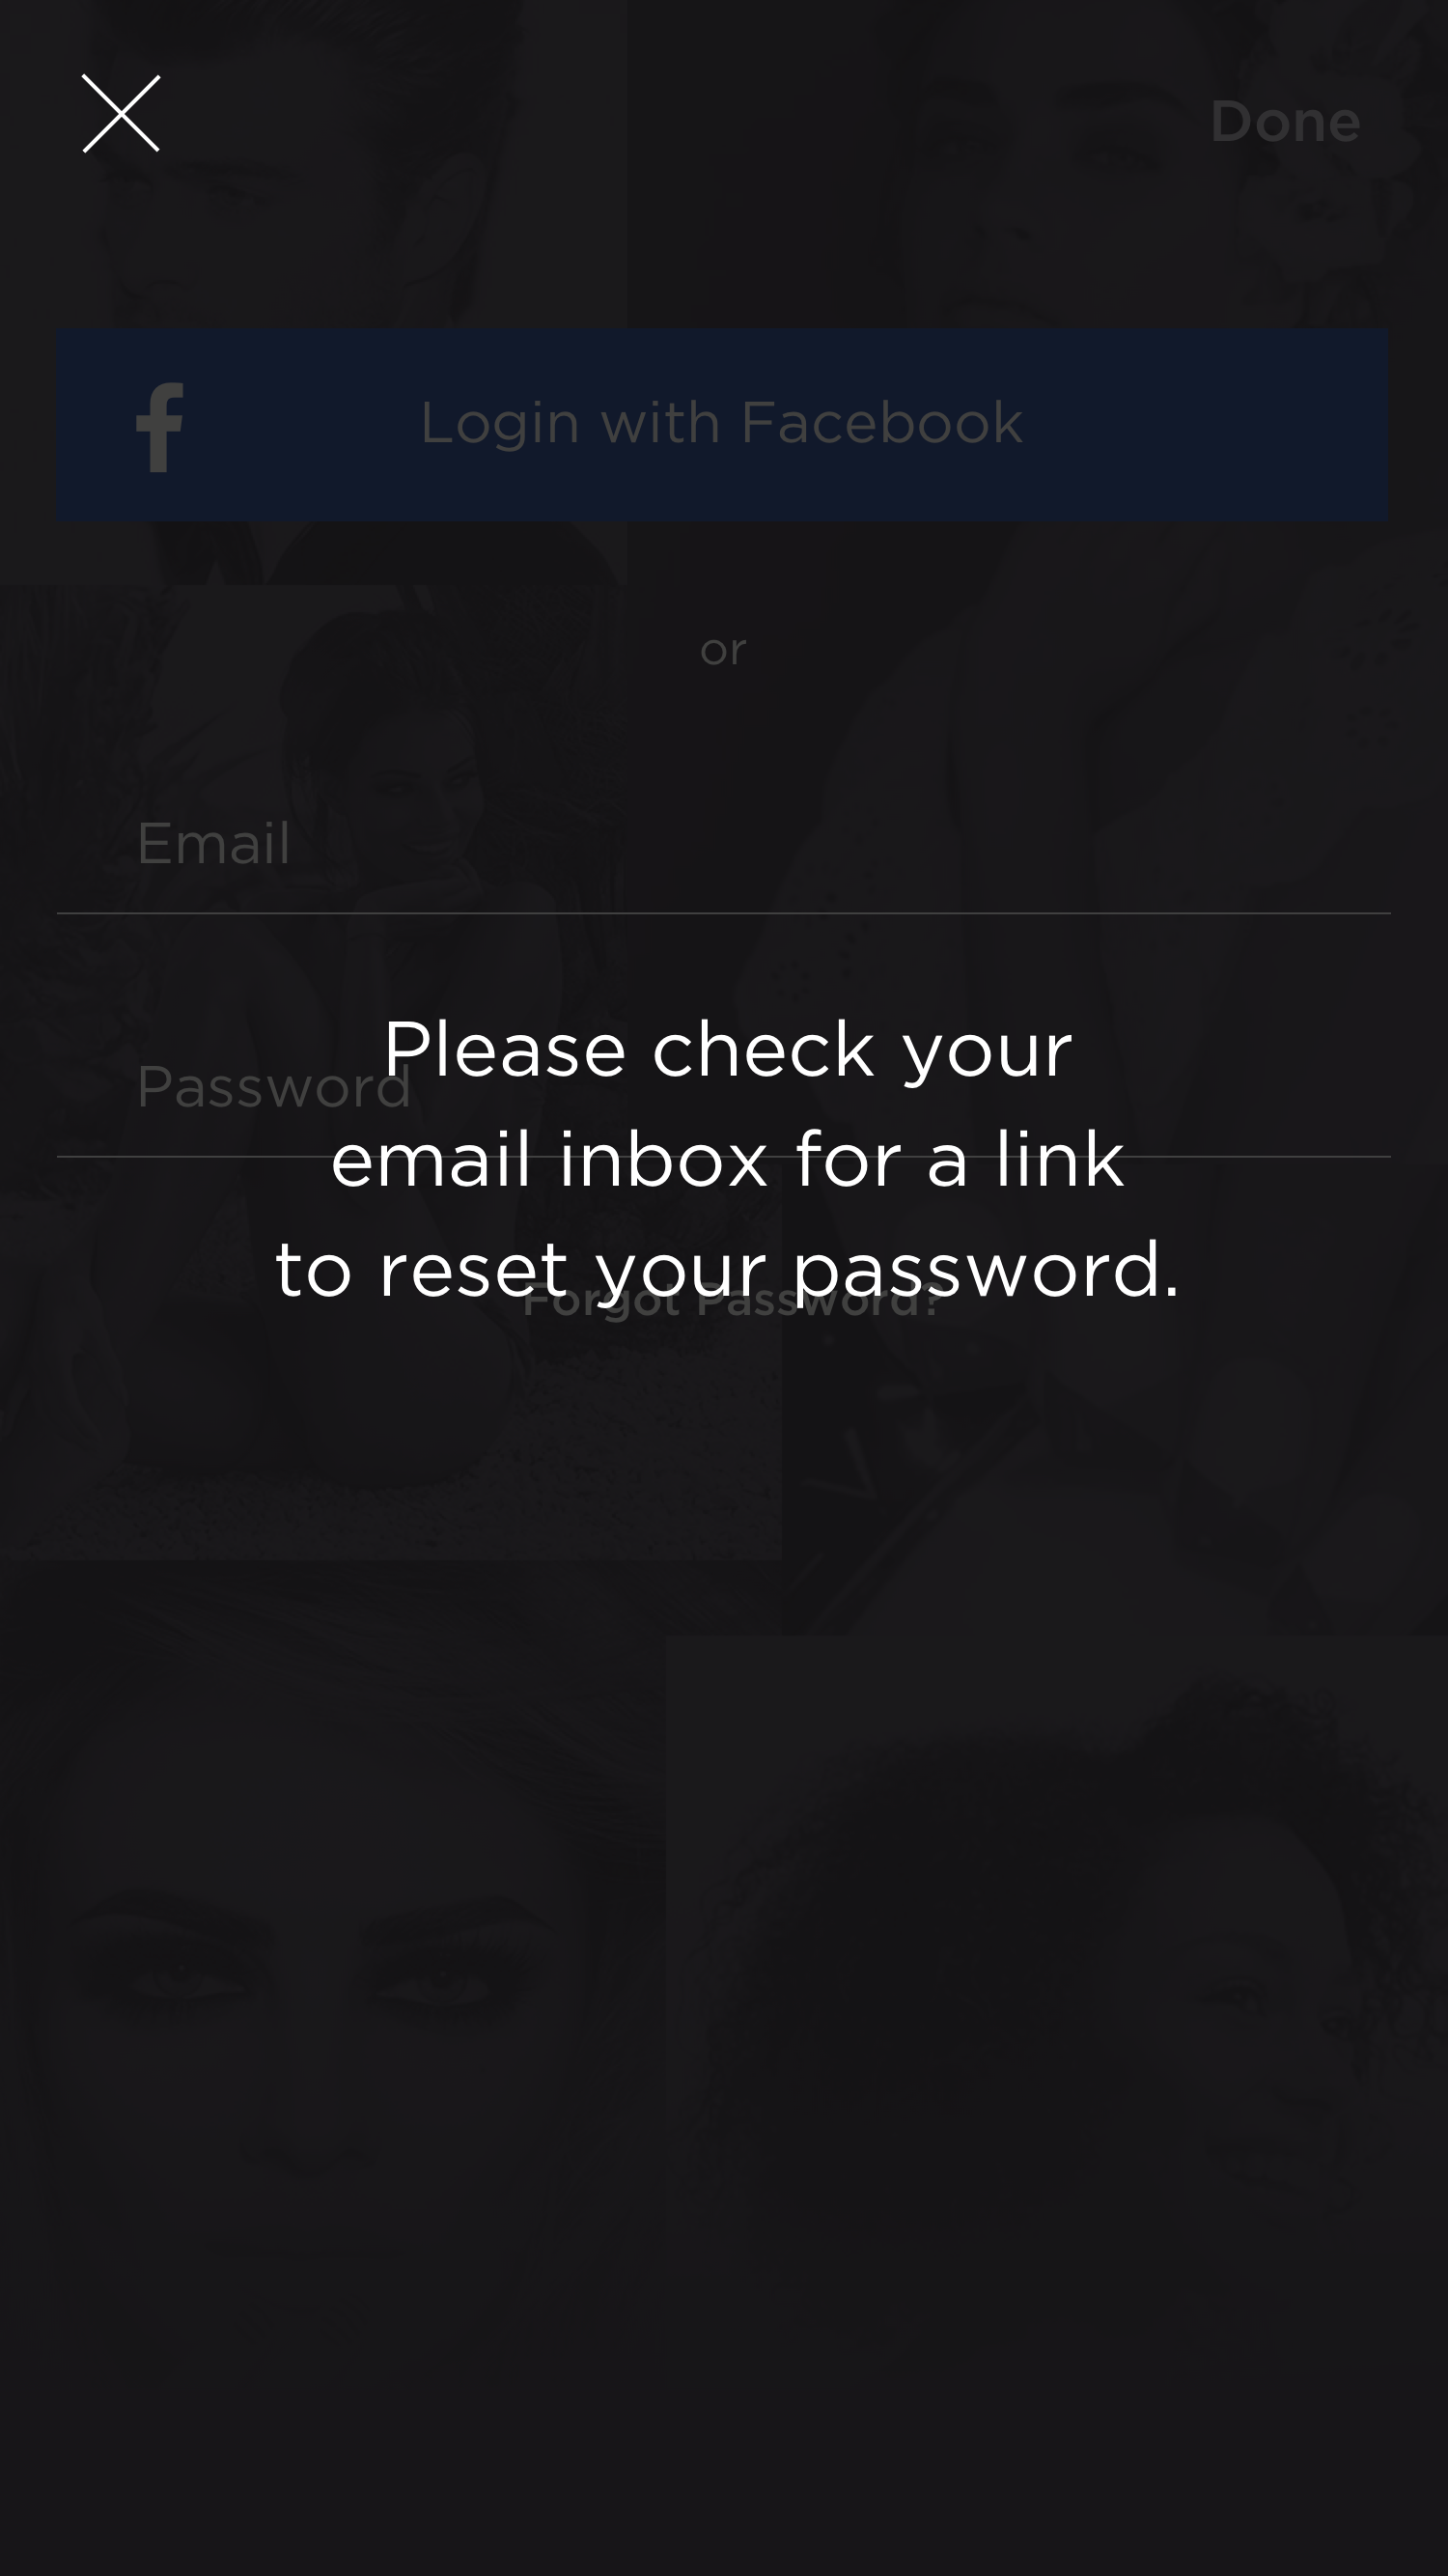 Done
f
Login with Facebook
or
Email
Password
Please check your
email inbox for a link
to reset your password.
Forgot Password?